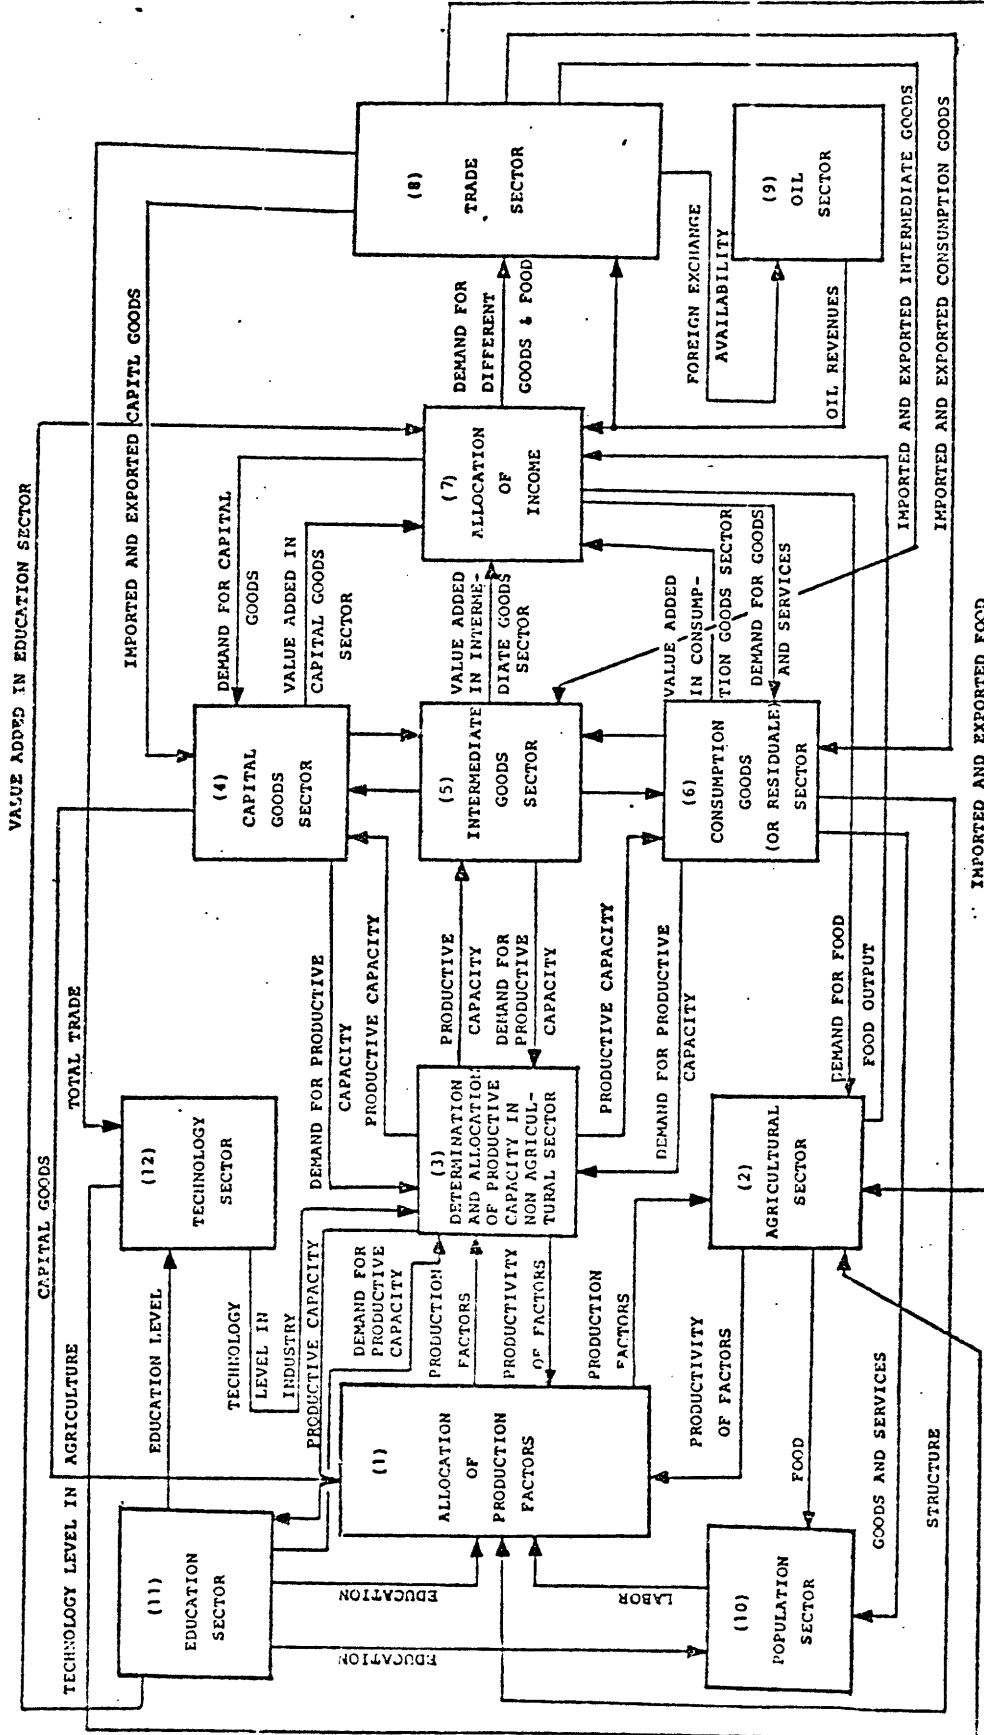 VALUE ADDED IN EDUCATION SECTOR
CAPITAL GOODS
TECHNOLOGY LEVEL IN AGRICULTURE
TOTAL TRADE
IMPORTED AND EXPORTED CAPITL GOODS
(11)
EDUCATION
SECTOR
EDUCATION LEVEL
(12)
TECHNOLOGY
SECTOR
TECHNOLOGY
LEVEL IN
INDUSTRY
PRODUCTIVE CAPACITY
DEMAND FOR
PRODUCTIVE
CAPACITY
PRODUCTION
FACTORS
PRODUCTIVITY
OF FACTORS
PRODUCTION
FACTORS
EDUCATION
EDUCATION
LABOR
(1)
ALLOCATION
OF
PRODUCTION
FACTORS
(10)
POPULATION
SECTOR
PRODUCTIVITY
OF FACTORS
FOOD
GOODS AND SERVICES
STRUCTURE
(2)
AGRICULTURAL
SECTOR
(3)
DETERMINATION
AND ALLOCATION
OF PRODUCTIVE
CAPACITY IN
NON AGRICUL-
TURAL SECTOR
DEMAND FOR PRODUCTIVE
CAPACITY
PRODUCTIVE CAPACITY
PRODUCTIVE
CAPACITY
DEMAND FOR
PRODUCTIVE
CAPACITY
PRODUCTIVE CAPACITY
DEMAND FOR PRODUCTIVE
CAPACITY
DEMAND FOR FOOD
FOOD OUTPUT
(4)
CAPITAL
GOODS
SECTOR
(5)
INTERMEDIATE
GOODS
SECTOR
(6)
CONSUMPTION
GOODS
(OR RESIDUALE)
SECTOR
DEMAND FOR CAPITAL
GOODS
VALUE ADDED IN
CAPITAL GOODS
SECTOR
VALUE ADDED
IN INTERME-
DIATE GOODS
SECTOR
VALUE ADDED
IN CONSUMP-
TION GOODS SECTOR
DEMAND FOR GOODS
AND SERVICES
(7)
ALLOCATION
OF
INCOME
DEMAND FOR
DIFFERENT
GOODS & FOOD
FOREIGN EXCHANGE
AVAILABILITY
OIL REVENUES
(8)
TRADE
SECTOR
(9)
OIL
SECTOR
IMPORTED AND EXPORTED INTERMEDIATE GOODS
IMPORTED AND EXPORTED CONSUMPTION GOODS
IMPORTED AND EXPORTED FOOD